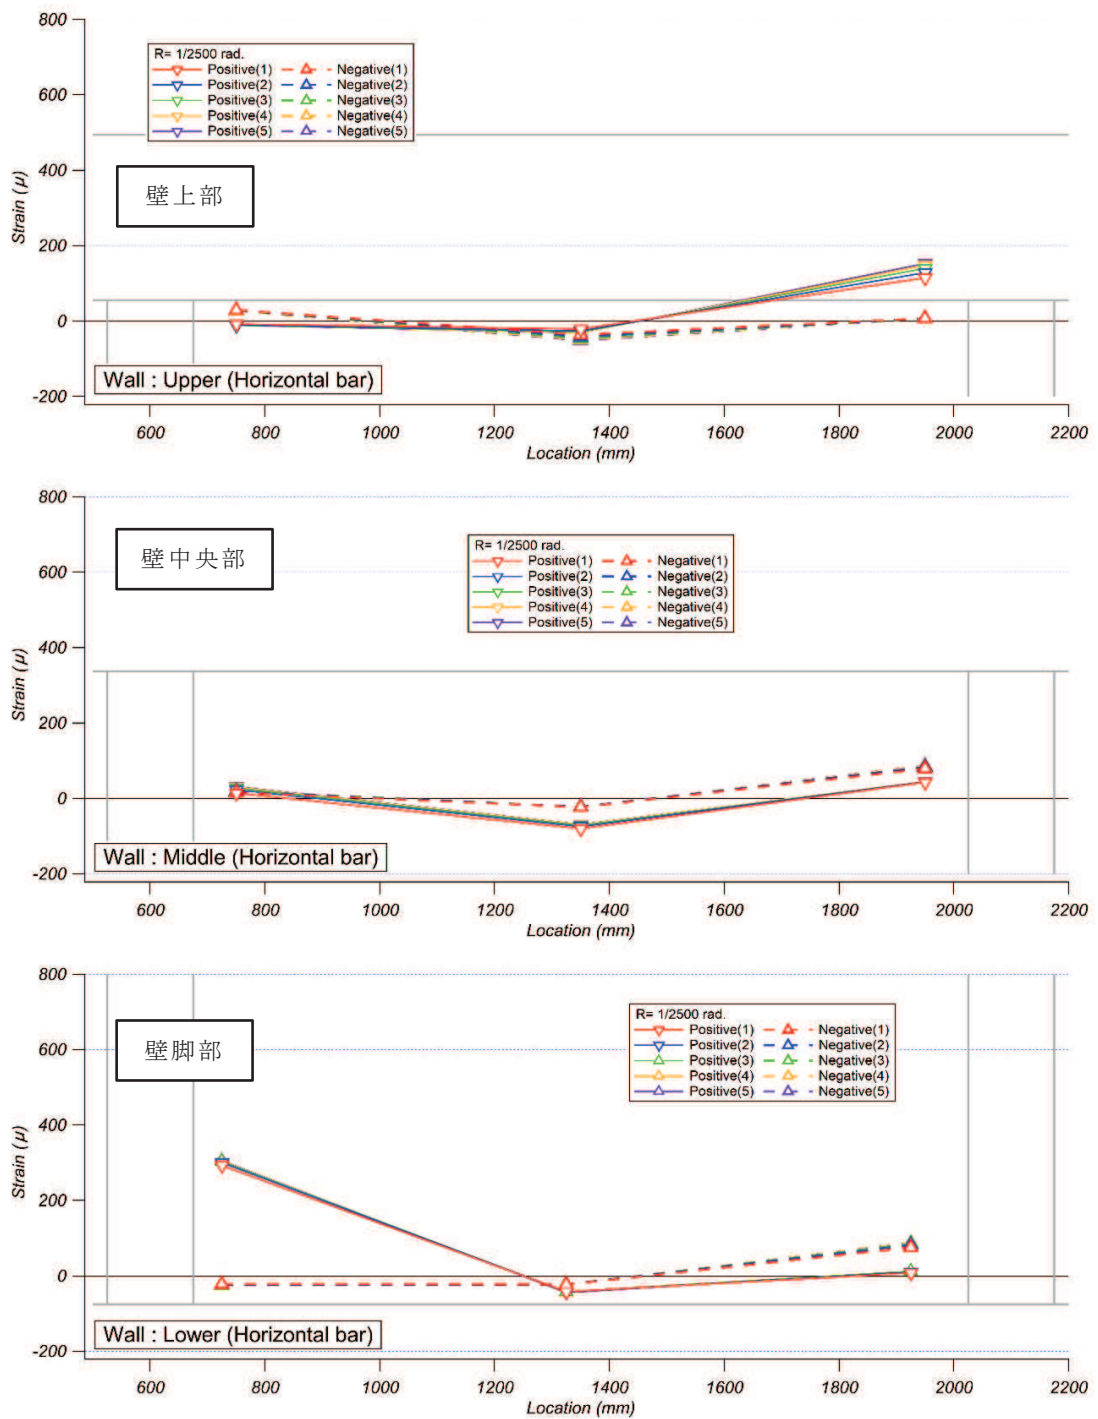 800
R= 1/2500 rad.
Positive(1) Negative(1)
600
Positive(2) Negative(2)
Positive(3) Negative(3)
Positive(4) Negative(4)
Positive(5) Negative(5)
400
壁上部
Strain (μ)
200
0
Wall : Upper (Horizontal bar)
-200
600 800 1000 1200 1400 1600 1800 2000 2200
Location (mm)
800
壁中央部
R= 1/2500 rad.
Positive(1) Negative(1)
600
Positive(2) Negative(2)
Positive(3) Negative(3)
Positive(4) Negative(4)
Positive(5) Negative(5)
400
Strain (μ)
200
0
Wall : Middle (Horizontal bar)
-200
600 800 1000 1200 1400 1600 1800 2000 2200
Location (mm)
800
R= 1/2500 rad.
Positive(1) Negative(1)
壁脚部
Positive(2) Negative(2)
600
Positive(3) Negative(3)
Positive(4) Negative(4)
Positive(5) Negative(5)
400
Strain (μ)
200
0
Wall : Lower (Horizontal bar)
-200
600 800 1000 1200 1400 1600 1800 2000 2200
Location (mm)